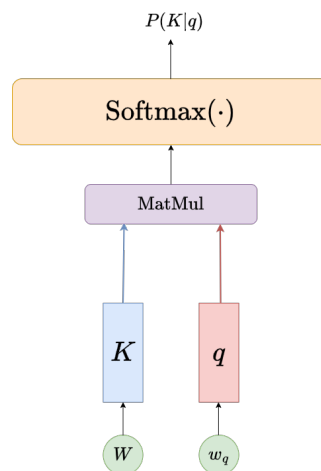 P(K|q)
Softmax(·)
MatMul
K q
W w_q